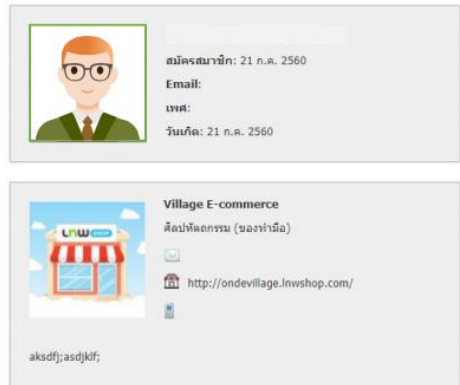 สมัครสมาชิก: 21 ก.ค. 2560
Email:
เพศ:
วันเกิด: 21 ก.ค. 2560
LNW SHOP
Village E-commerce
ศิลปหัตถกรรม (ของทำมือ)
http://ondevillage.lnwshop.com/
aksdfj;asdjklf;